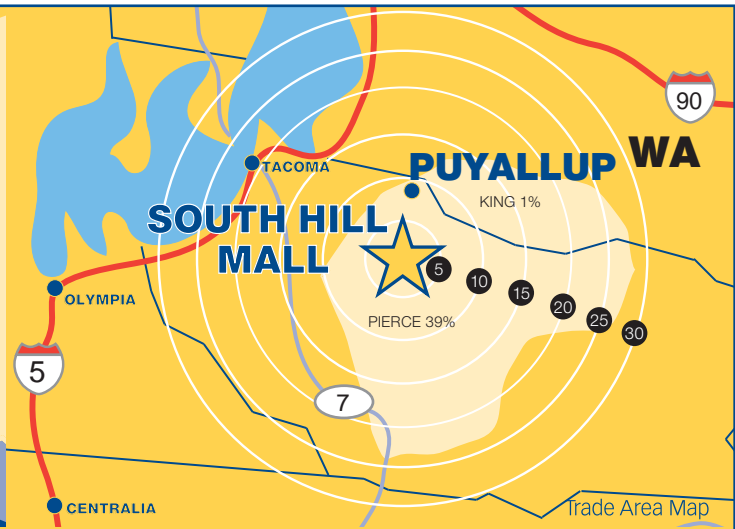 90
WA
PUYALLUP
TACOMA
KING 1%
SOUTH HILL
MALL
5
10
15
20
25
30
OLYMPIA
PIERCE 39%
5
7
CENTRALIA
Trade Area Map